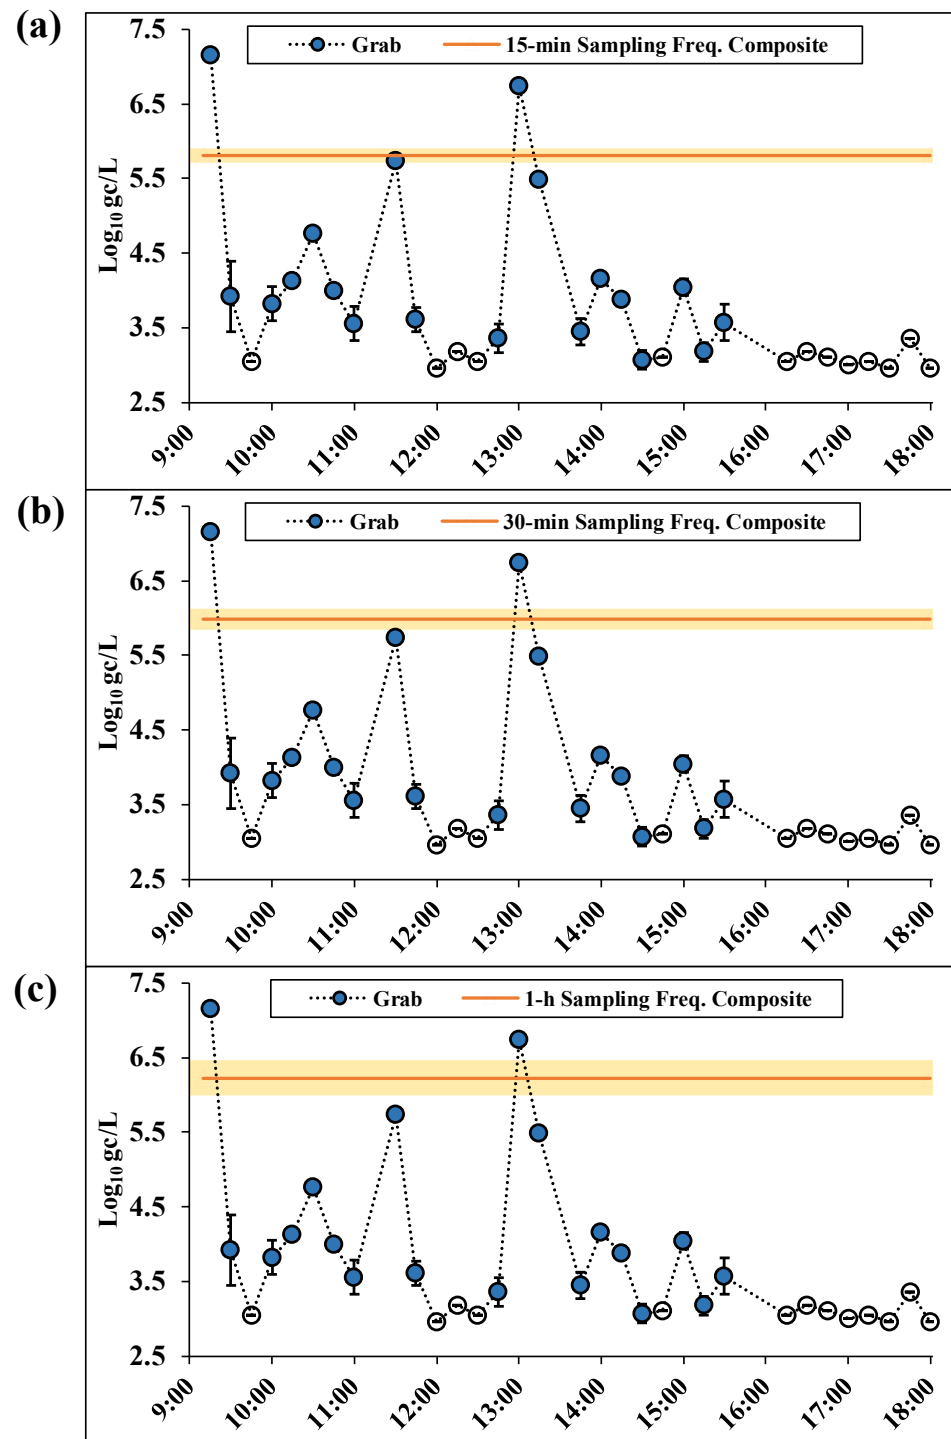 (a)
Grab 15-min Sampling Freq. Composite
Log10 gc/L
7.5
6.5
5.5
4.5
3.5
2.5
9:00 10:00 11:00 12:00 13:00 14:00 15:00 16:00 17:00 18:00
(b)
Grab 30-min Sampling Freq. Composite
Log10 gc/L
7.5
6.5
5.5
4.5
3.5
2.5
9:00 10:00 11:00 12:00 13:00 14:00 15:00 16:00 17:00 18:00
(c)
Grab 1-h Sampling Freq. Composite
Log10 gc/L
7.5
6.5
5.5
4.5
3.5
2.5
9:00 10:00 11:00 12:00 13:00 14:00 15:00 16:00 17:00 18:00